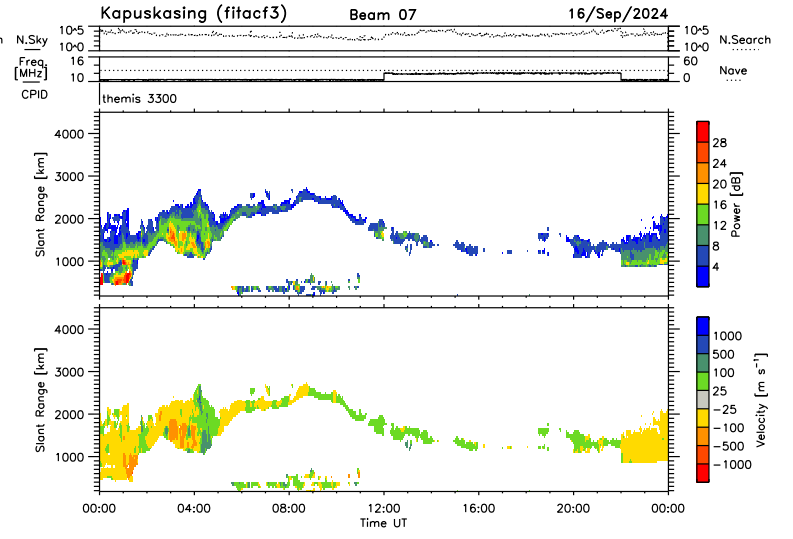 Kapuskasing (fitacf3) Beam 07 16/Sep/2024
n N.Sky 10^5 10^5 N.Search
10^0 10^0
Freq. 16 60 Nave
[MHz] 10 0
CPID themis 3300
4000
3000
2000
1000
Slant Range [km]
28
24
20
16
12
8
4
Power [dB]
4000
3000
2000
1000
Slant Range [km]
1000
500
100
25
−25
−100
−500
−1000
Velocity [m s⁻¹]
00:00 04:00 08:00 12:00 16:00 20:00 00:00
Time UT